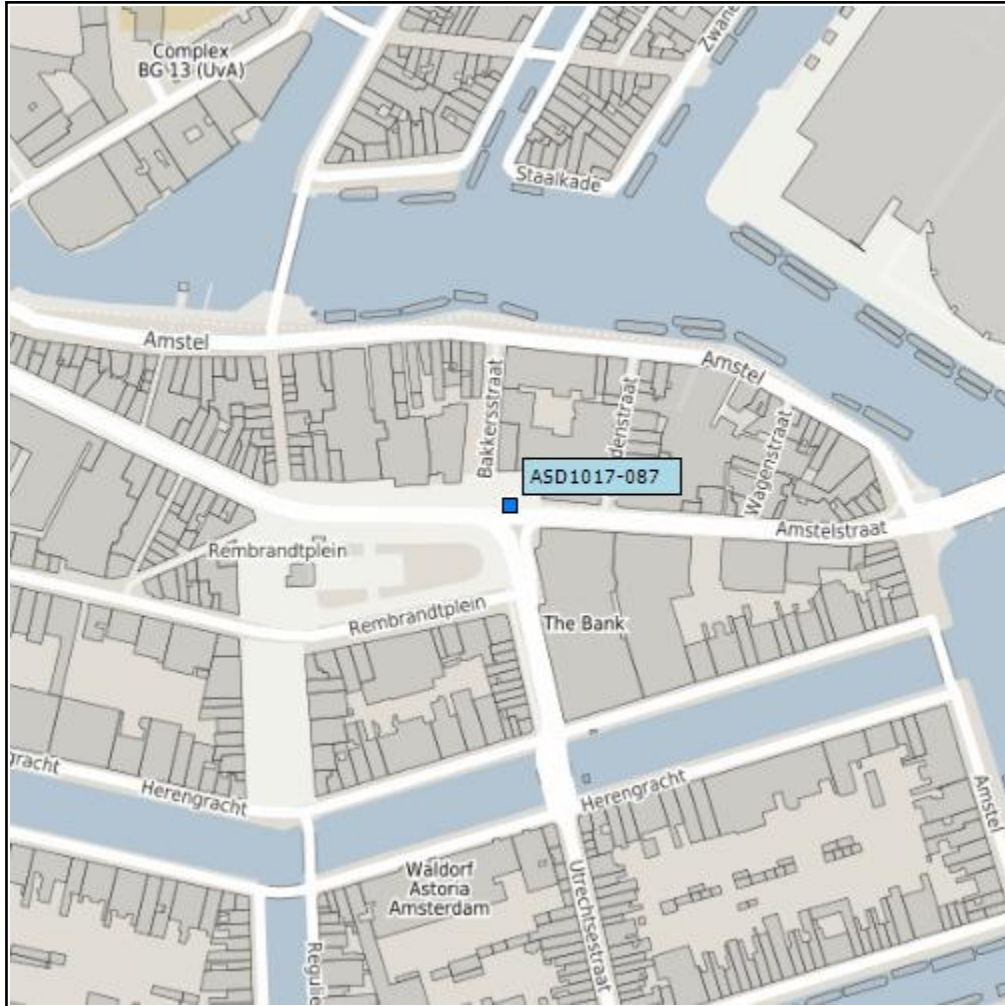 Complex
BG 13 (UvA)
Zwane
Staalkade
Amstel
Amstel
Bakkersstraat
denstraat
Wagenstraat
ASD1017-087
Amstelstraat
Rembrandtplein
Rembrandtplein
The Bank
gracht
Herengracht
Herengracht
Amstel
Waldorf
Astoria
Amsterdam
Utrechtsestraat
Regulie